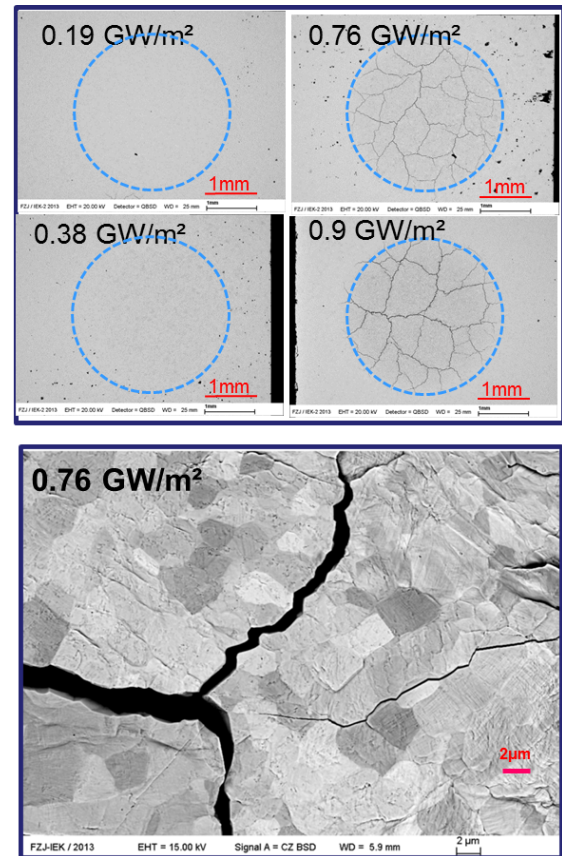 0.19 GW/m²
1mm
FZJ / IEK-2 2013 EHT = 20.00 kV Detector = QBSD WD = 25 mm 1mm
0.76 GW/m²
1mm
FZJ / IEK-2 2013 EHT = 20.00 kV Detector = QBSD WD = 25 mm 1mm
0.38 GW/m²
1mm
FZJ / IEK-2 2013 EHT = 20.00 kV Detector = QBSD WD = 25 mm 1mm
0.9 GW/m²
1mm
FZJ / IEK-2 2013 EHT = 20.00 kV Detector = QBSD WD = 25 mm 1mm
0.76 GW/m²
2µm
FZJ-IEK / 2013 EHT = 15.00 kV Signal A = CZ BSD WD = 5.9 mm 2 µm